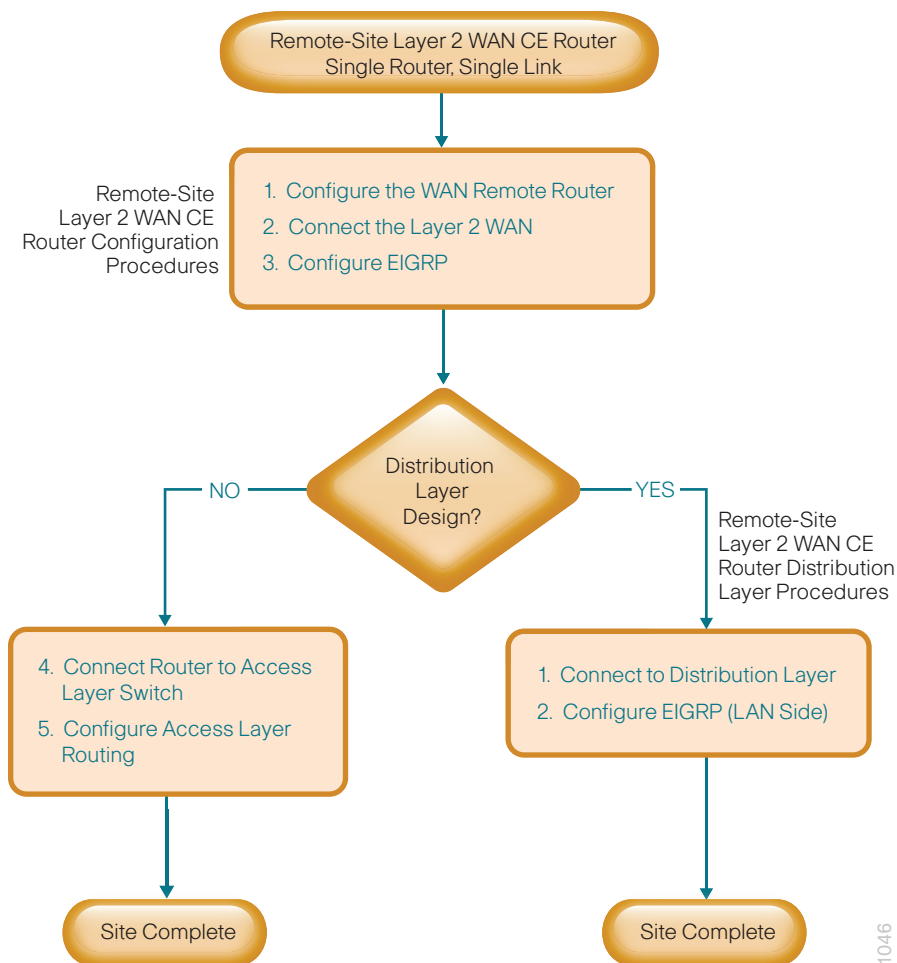 Remote-Site Layer 2 WAN CE Router
Single Router, Single Link
Remote-Site
Layer 2 WAN CE
Router Configuration
Procedures
1. Configure the WAN Remote Router
2. Connect the Layer 2 WAN
3. Configure EIGRP
Distribution
Layer
Design?
NO
YES
Remote-Site
Layer 2 WAN CE
Router Distribution
Layer Procedures
4. Connect Router to Access
Layer Switch
5. Configure Access Layer
Routing
1. Connect to Distribution Layer
2. Configure EIGRP (LAN Side)
Site Complete
Site Complete
1046